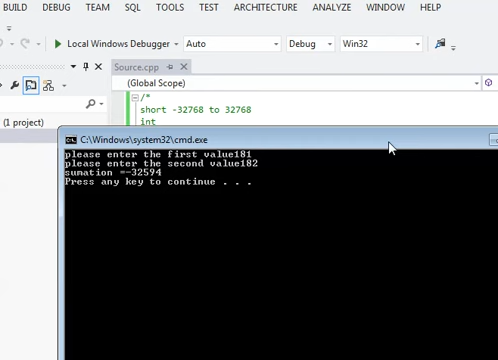 BUILD DEBUG TEAM SQL TOOLS TEST ARCHITECTURE ANALYZE WINDOW HELP
Local Windows Debugger Auto Debug Win32
Source.cpp
(Global Scope)
/*
short -32768 to 32768
int
(1 project)
C:\Windows\system32\cmd.exe
please enter the first value181
please enter the second value182
sumation =-32594
Press any key to continue . . .